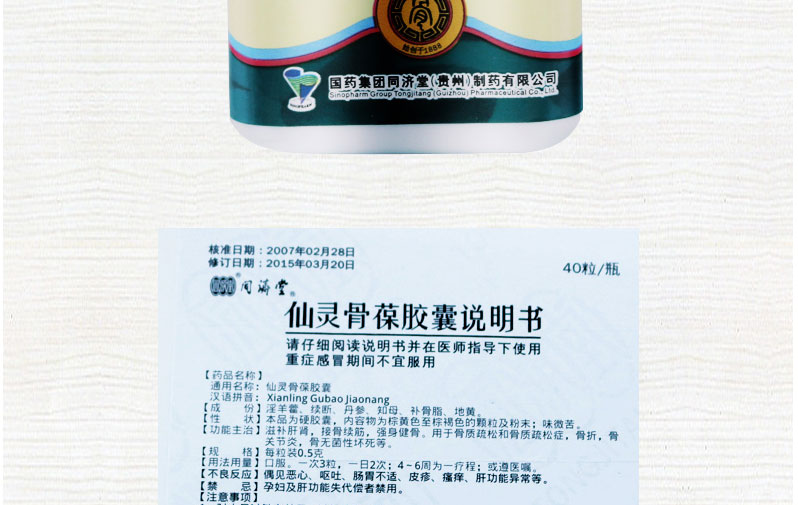 始创于1888
国药集团同济堂(贵州)制药有限公司
Sinopharm Group Tongjitang (Guizhou) Pharmaceutical Co., Ltd.
核准日期：2007年02月28日
修订日期：2015年03月20日
40粒/瓶
同济堂®
仙灵骨葆胶囊说明书
请仔细阅读说明书并在医师指导下使用
重症感冒期间不宜服用
【药品名称】
通用名称：仙灵骨葆胶囊
汉语拼音：Xianling Gubao Jiaonang
【成　份】淫羊藿、续断、丹参、知母、补骨脂、地黄。
【性　状】本品为硬胶囊，内容物为棕黄色至棕褐色的颗粒及粉末；味微苦。
【功能主治】滋补肝肾，接骨续筋，强身健骨。用于骨质疏松和骨质疏松症，骨折，骨
关节炎，骨无菌性坏死等。
【规　格】每粒装0.5克
【用法用量】口服。一次3粒，一日2次；4~6周为一疗程；或遵医嘱。
【不良反应】偶见恶心、呕吐、肠胃不适、皮疹、瘙痒、肝功能异常等。
【禁　忌】孕妇及肝功能失代偿者禁用。
【注意事项】